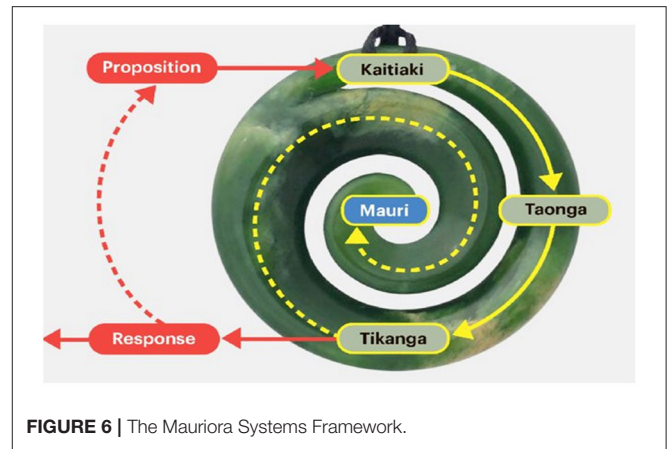 Proposition
Kaitiaki
Mauri
Taonga
Response
Tikanga
FIGURE 6 | The Mauriora Systems Framework.